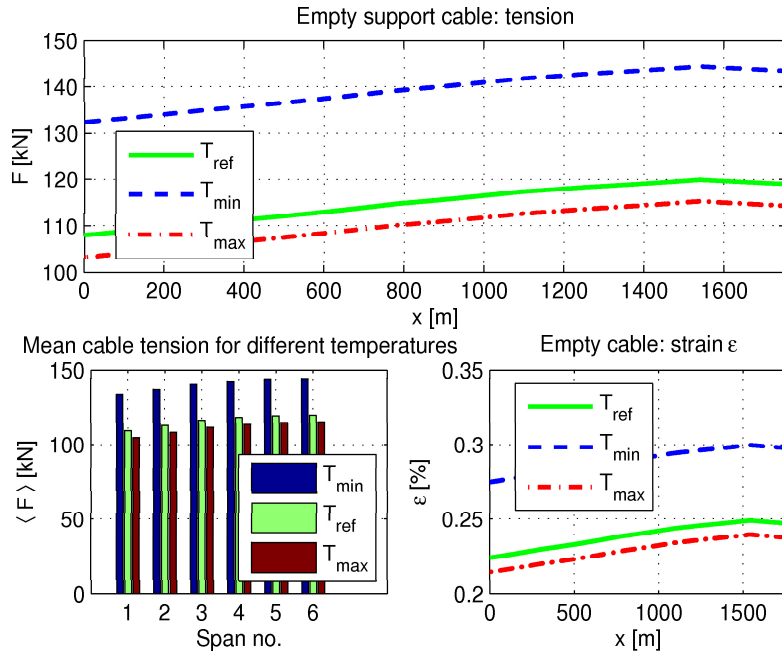 Empty support cable: tension
150
140
130
120
110
100
F [kN]
T_ref
T_min
T_max
0 200 400 600 800 1000 1200 1400 1600
x [m]
Mean cable tension for different temperatures
150
100
50
0
⟨ F ⟩ [kN]
T_min
T_ref
T_max
1 2 3 4 5 6
Span no.
Empty cable: strain ε
0.35
0.3
0.25
0.2
ε [%]
T_ref
T_min
T_max
0 500 1000 1500
x [m]